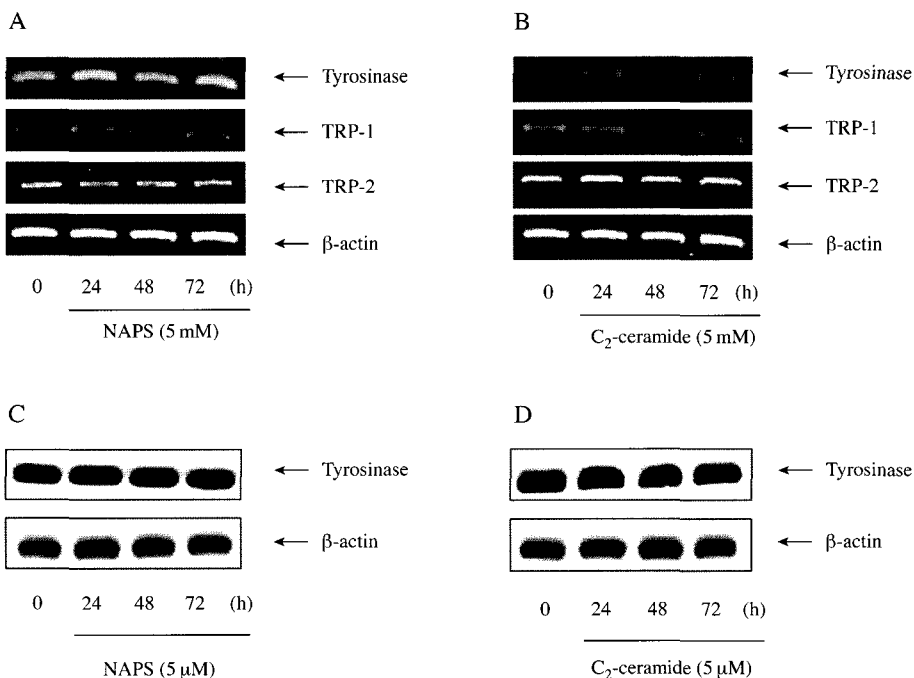 A
Tyrosinase
TRP-1
TRP-2
β-actin
0 24 48 72 (h)
NAPS (5 mM)
B
Tyrosinase
TRP-1
TRP-2
β-actin
0 24 48 72 (h)
C₂-ceramide (5 mM)
C
Tyrosinase
β-actin
0 24 48 72 (h)
NAPS (5 μM)
D
Tyrosinase
β-actin
0 24 48 72 (h)
C₂-ceramide (5 μM)